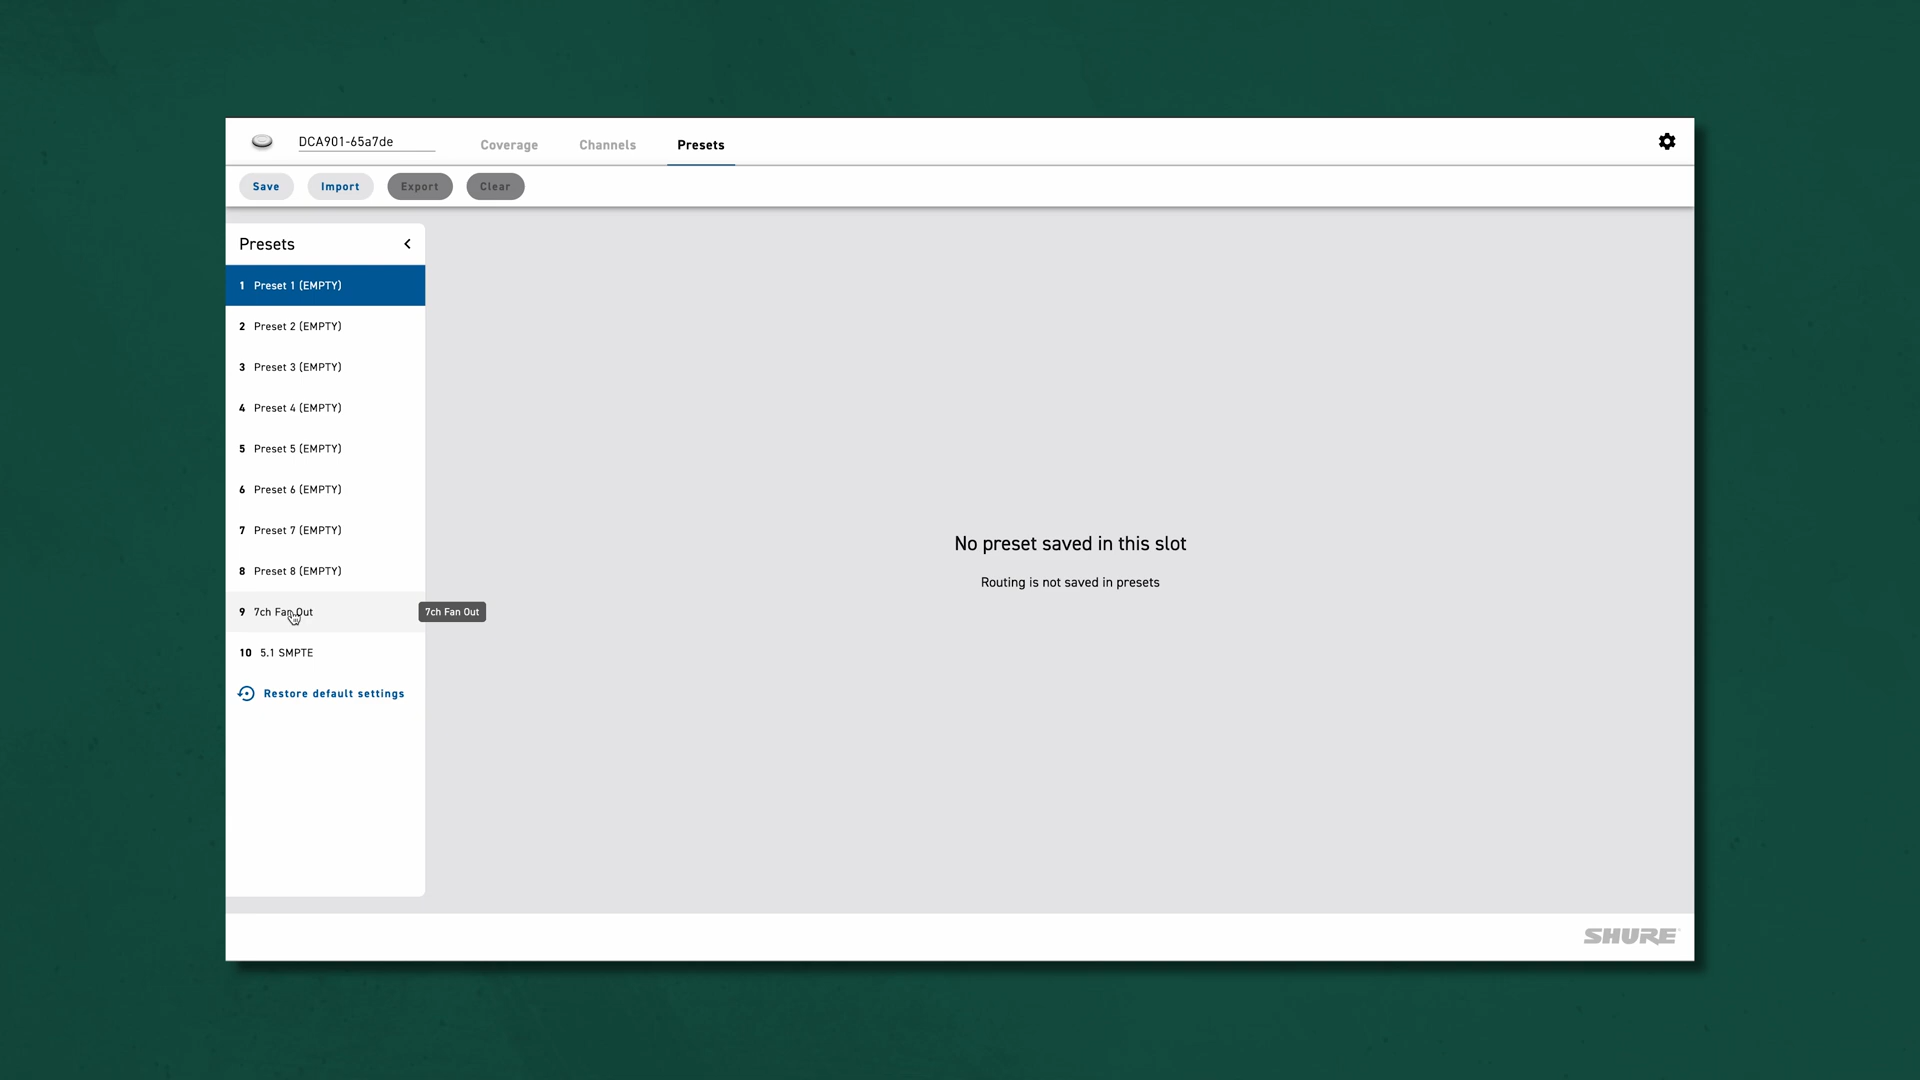 DCA901-65a7de
Coverage
Channels
Presets
Save
Import
Export
Clear
Presets
1 Preset 1 (EMPTY)
2 Preset 2 (EMPTY)
3 Preset 3 (EMPTY)
4 Preset 4 (EMPTY)
5 Preset 5 (EMPTY)
6 Preset 6 (EMPTY)
7 Preset 7 (EMPTY)
8 Preset 8 (EMPTY)
9 7ch Fan Out
7ch Fan Out
10 5.1 SMPTE
Restore default settings
No preset saved in this slot
Routing is not saved in presets
SHURE